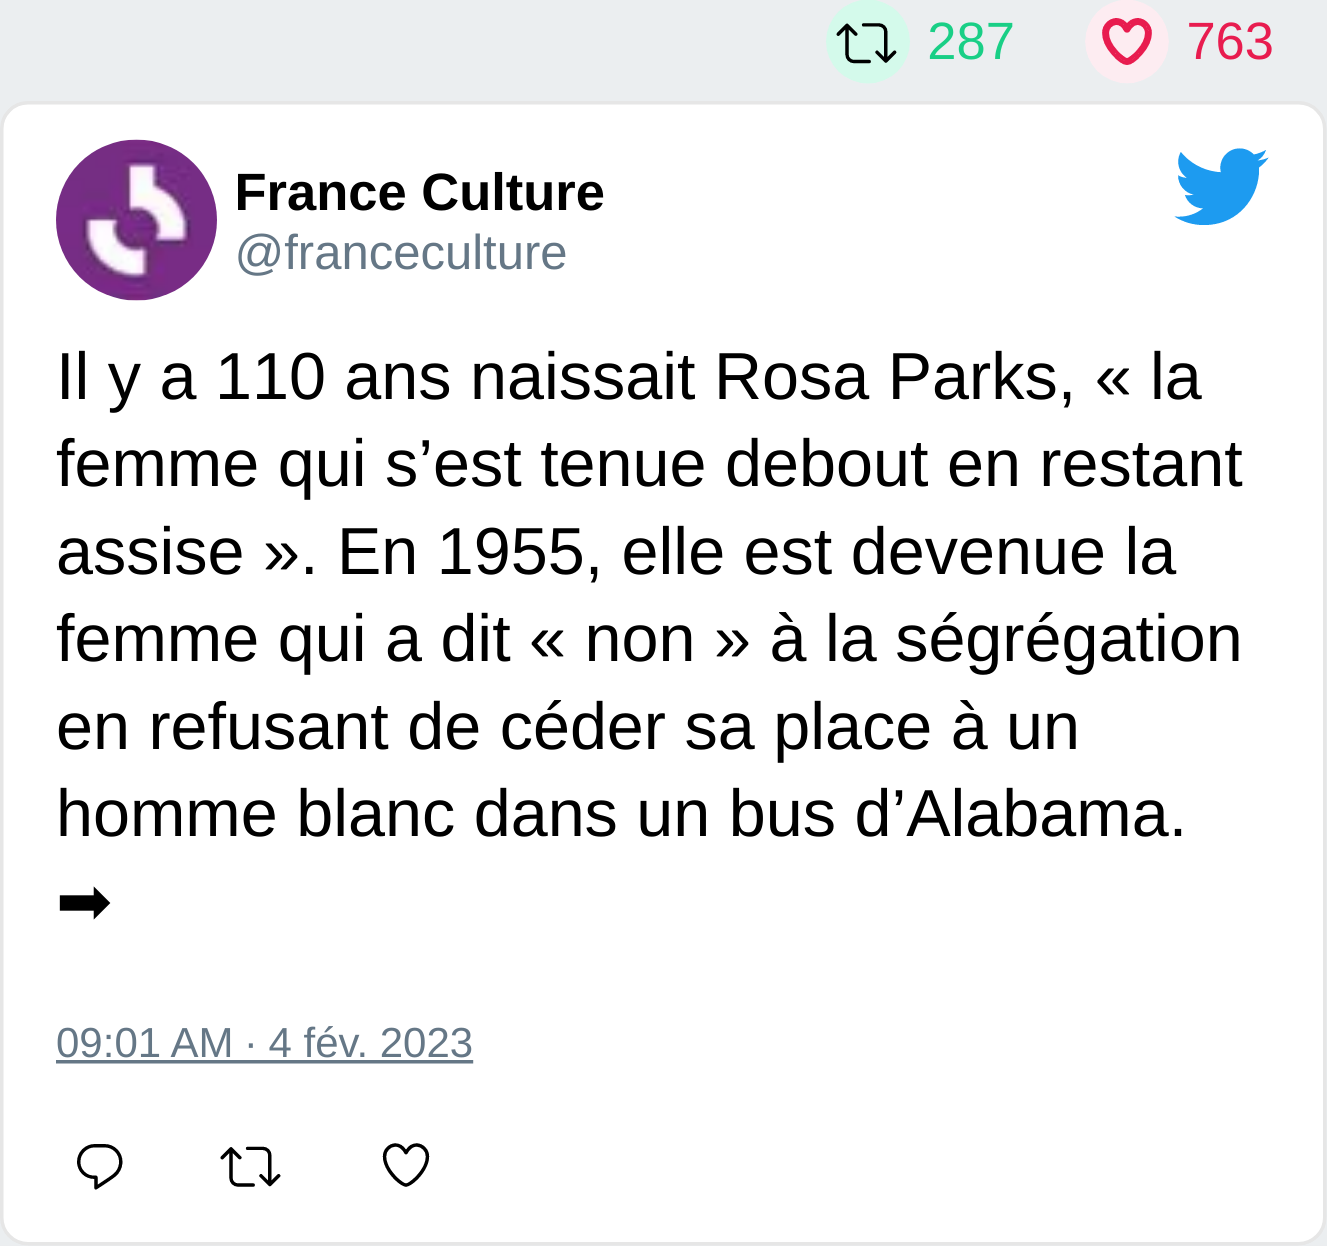 287 763
France Culture
@franceculture
Il y a 110 ans naissait Rosa Parks, « la
femme qui s’est tenue debout en restant
assise ». En 1955, elle est devenue la
femme qui a dit « non » à la ségrégation
en refusant de céder sa place à un
homme blanc dans un bus d’Alabama.
➡
09:01 AM · 4 fév. 2023